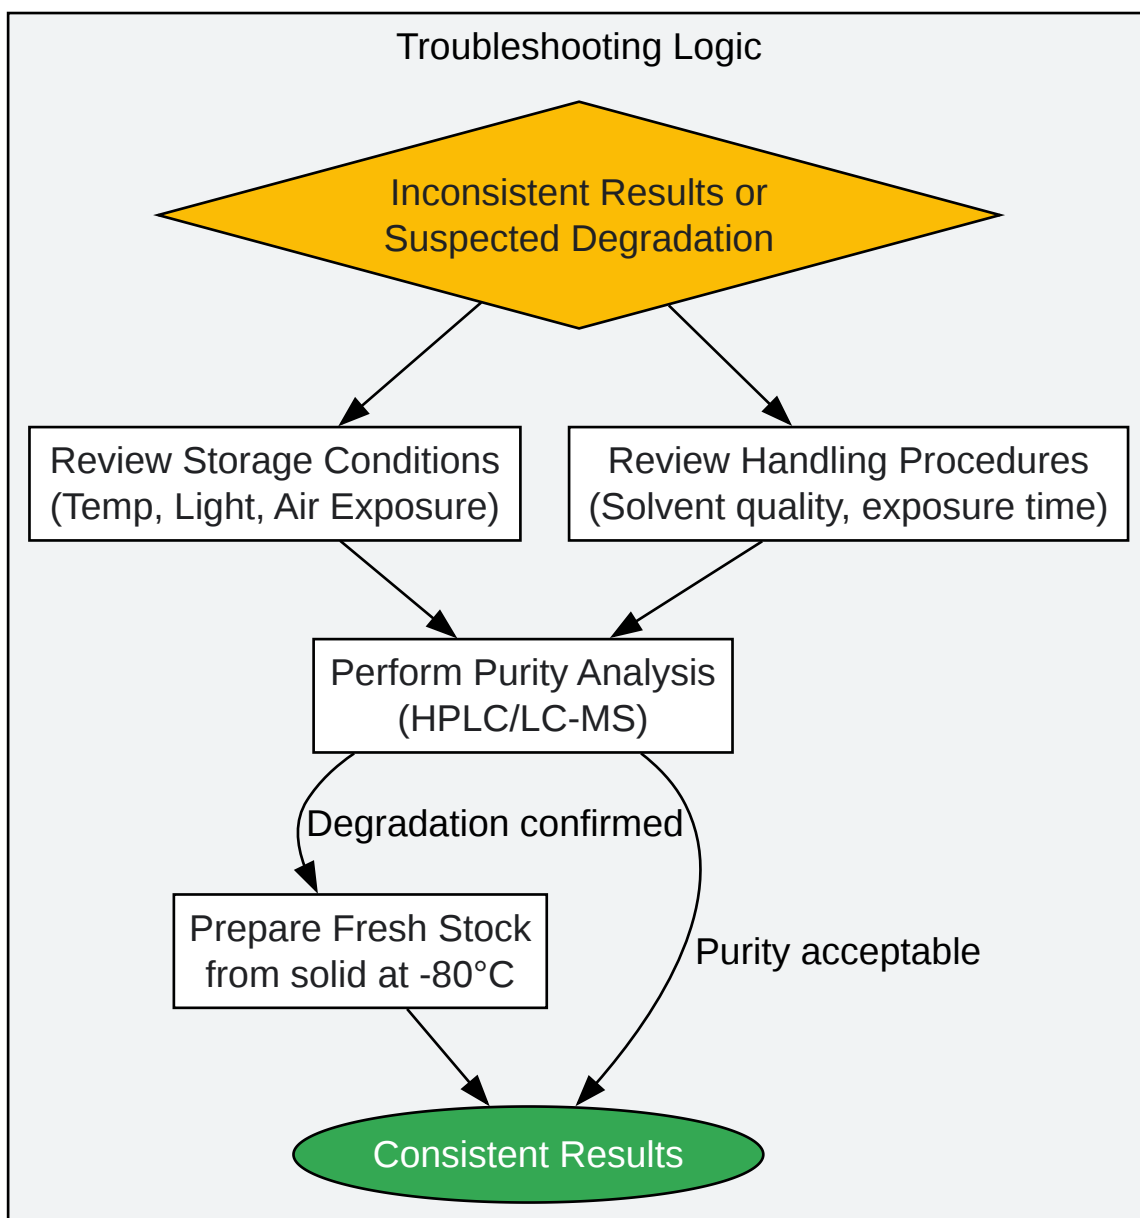 Troubleshooting Logic
Inconsistent Results or
Suspected Degradation
Review Storage Conditions
(Temp, Light, Air Exposure)
Review Handling Procedures
(Solvent quality, exposure time)
Perform Purity Analysis
(HPLC/LC-MS)
Degradation confirmed
Prepare Fresh Stock
from solid at -80°C
Purity acceptable
Consistent Results